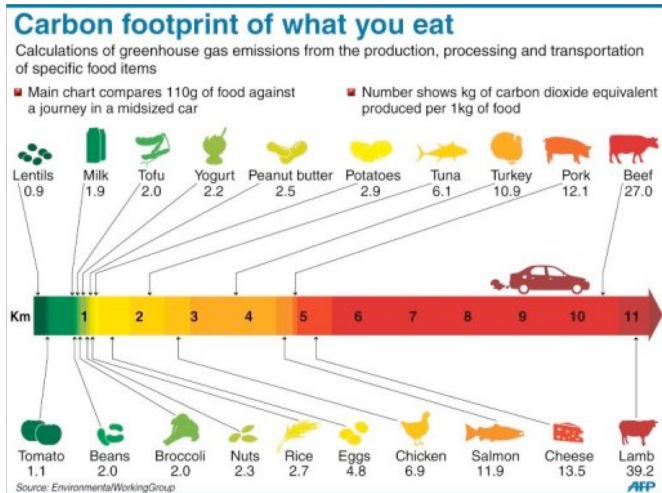 Carbon footprint of what you eat
Calculations of greenhouse gas emissions from the production, processing and transportation
of specific food items
Main chart compares 110g of food against
a journey in a midsized car
Number shows kg of carbon dioxide equivalent
produced per 1kg of food
Lentils Milk Tofu Yogurt Peanut butter Potatoes Tuna Turkey Pork Beef
0.9 1.9 2.0 2.2 2.5 2.9 6.1 10.9 12.1 27.0
Km 1 2 3 4 5 6 7 8 9 10 11
Tomato Beans Broccoli Nuts Rice Eggs Chicken Salmon Cheese Lamb
1.1 2.0 2.0 2.3 2.7 4.8 6.9 11.9 13.5 39.2
Source: EnvironmentalWorkingGroup
AFP